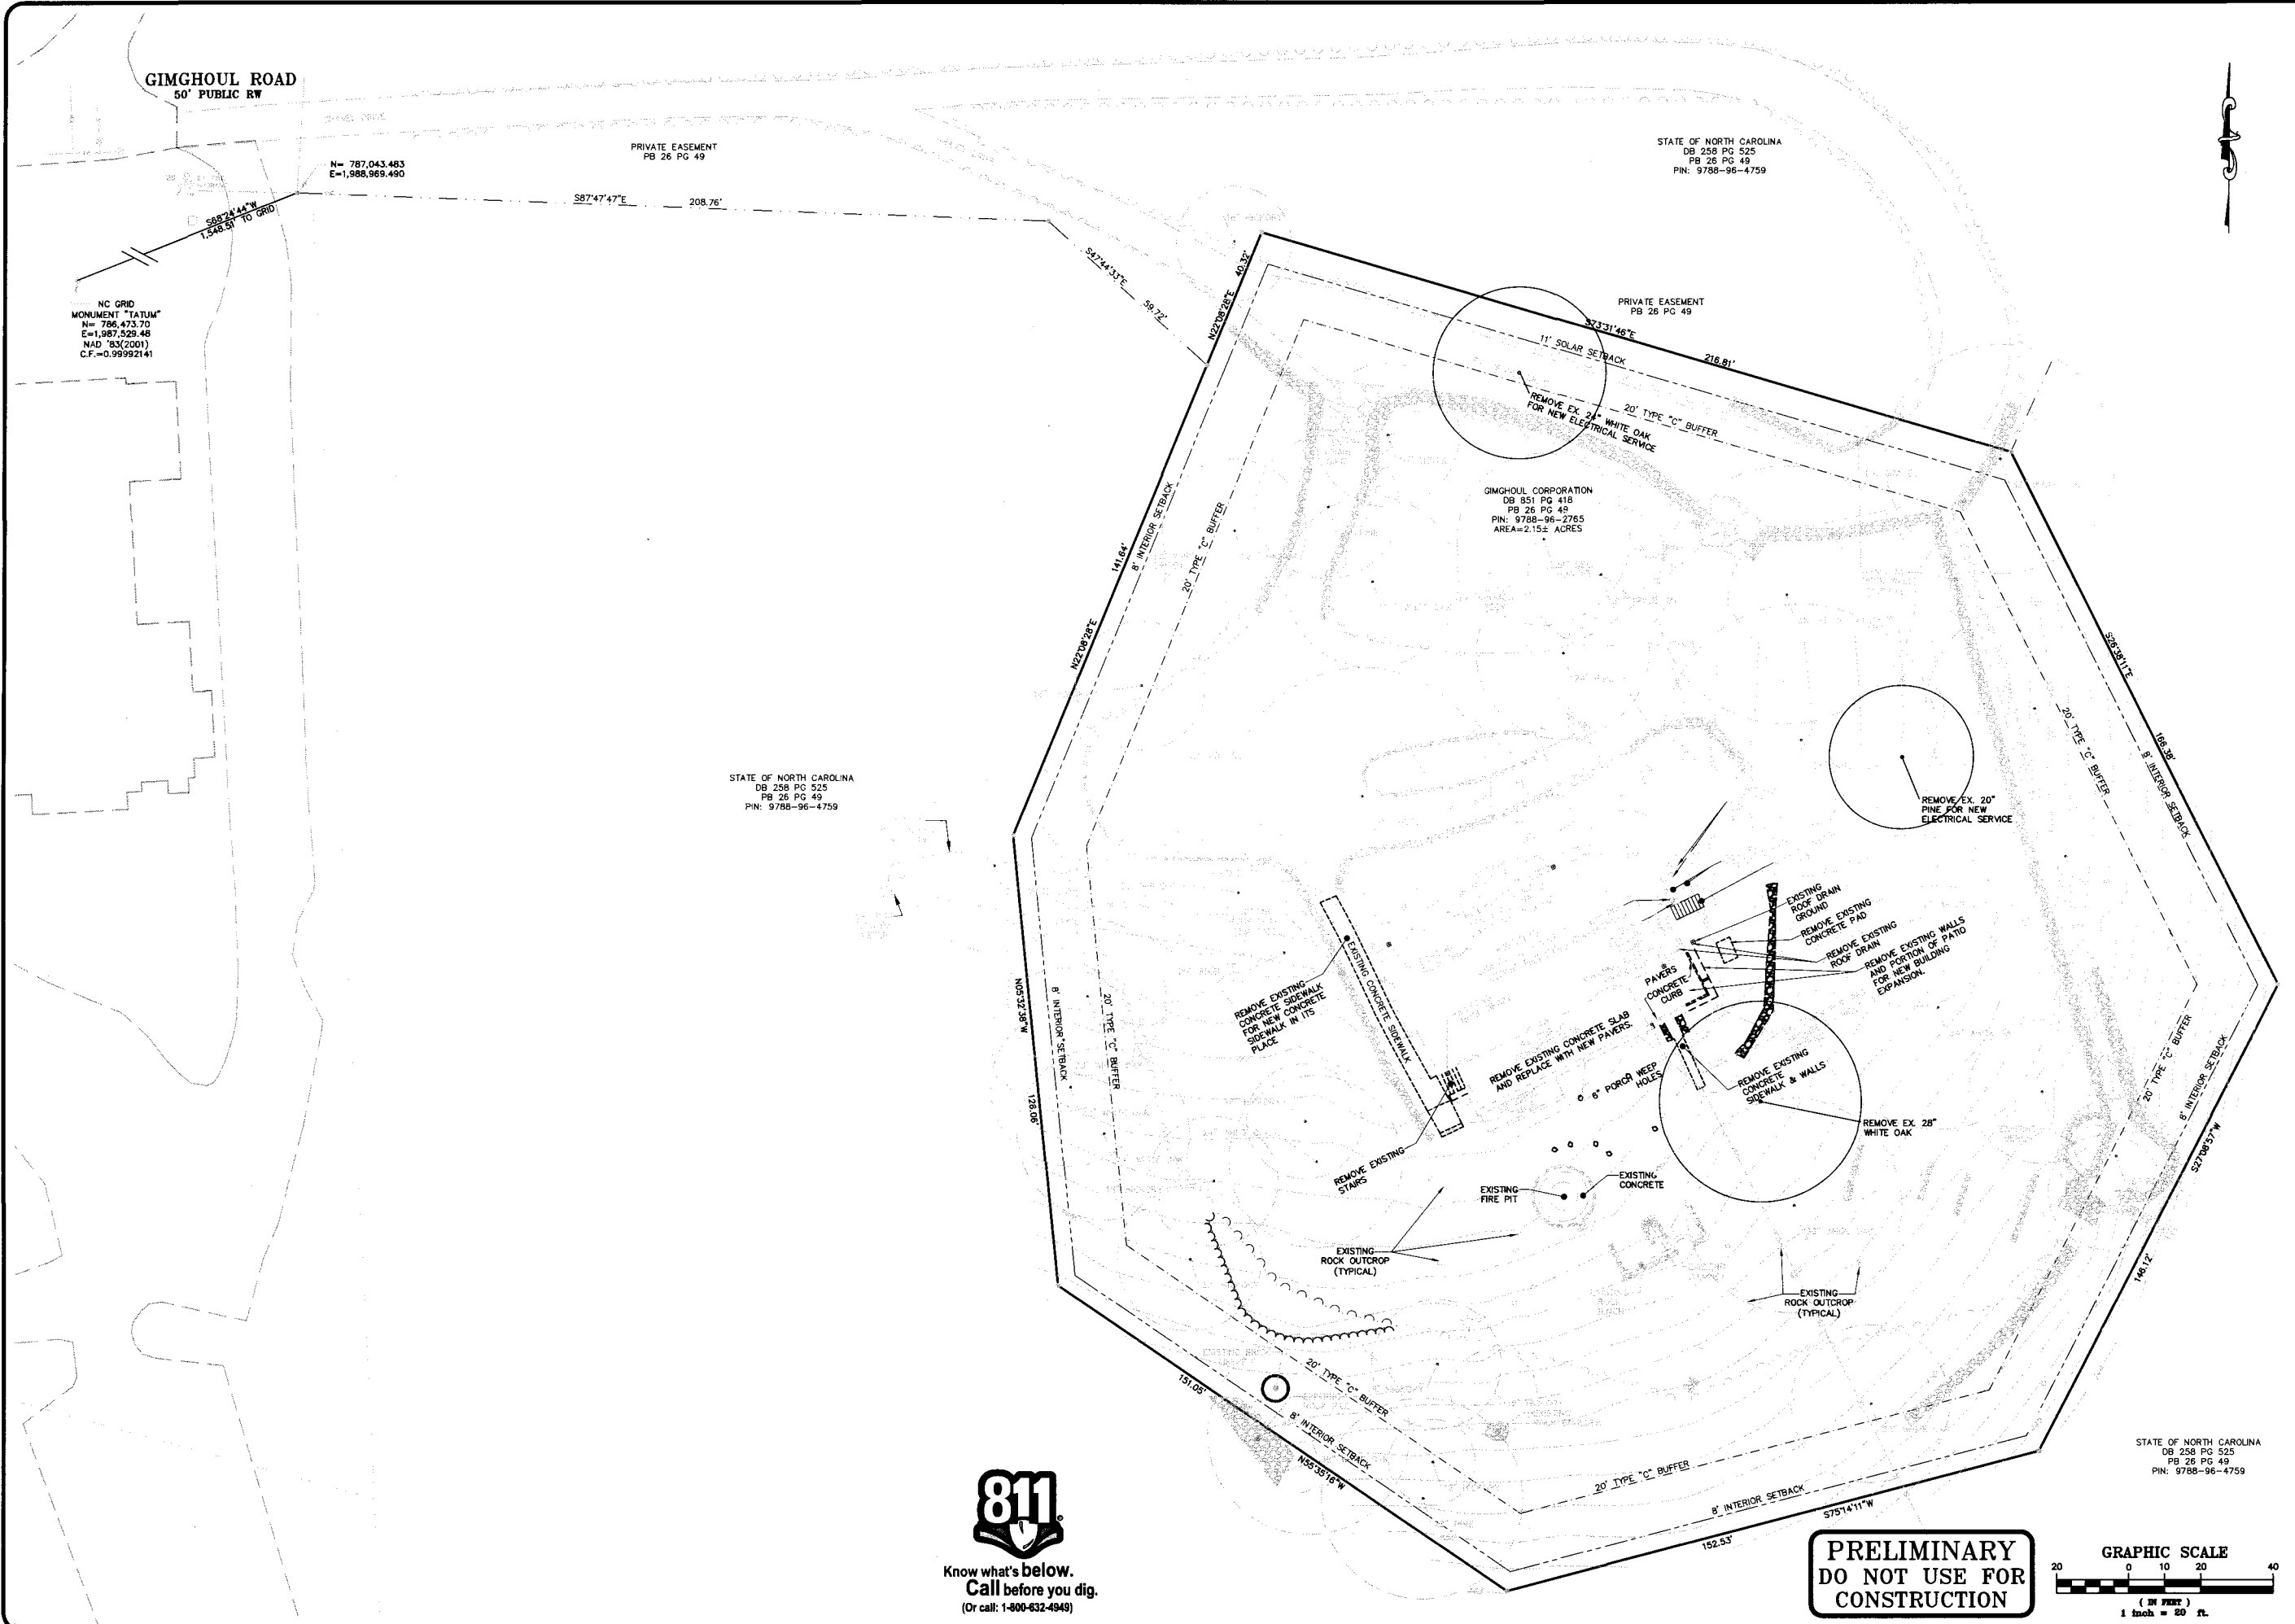 GIMGHOUL ROAD
50' PUBLIC RW
N= 787,043.483
E=1,988,969.490
S68°24'44"W
1,548.51' TO GRID
NC GRID
MONUMENT "TATUM"
N= 786,473.70
E=1,987,529.48
NAD '83(2001)
C.F.=0.99992141
PRIVATE EASEMENT
PB 26 PG 49
S87°47'47"E
208.76'
S47°44'33"E
59.72'
N22°08'28"E
40.32'
STATE OF NORTH CAROLINA
DB 258 PG 525
PB 26 PG 49
PIN: 9788-96-4759
PRIVATE EASEMENT
PB 26 PG 49
S73°31'46"E
216.81'
11' SOLAR SETBACK
20' TYPE "C" BUFFER
REMOVE EX. 24" WHITE OAK
FOR NEW ELECTRICAL SERVICE
GIMGHOUL CORPORATION
DB 851 PG 418
PB 26 PG 49
PIN: 9788-96-2765
AREA=2.15± ACRES
141.64'
N22°08'28"E
8' INTERIOR SETBACK
20' TYPE "C" BUFFER
S26°38'11"E
166.38'
20' TYPE "C" BUFFER
8' INTERIOR SETBACK
REMOVE EX. 20"
PINE FOR NEW
ELECTRICAL SERVICE
STATE OF NORTH CAROLINA
DB 258 PG 525
PB 26 PG 49
PIN: 9788-96-4759
EXISTING
ROOF DRAIN
GROUND
REMOVE EXISTING
CONCRETE PAD
REMOVE EXISTING
ROOF DRAIN
REMOVE EXISTING WALLS
AND PORTION OF PATIO
FOR NEW BUILDING
EXPANSION.
PAVERS
CONCRETE
CURB
EXISTING CONCRETE SIDEWALK
REMOVE EXISTING
CONCRETE SIDEWALK
FOR NEW CONCRETE
SIDEWALK IN ITS
PLACE
REMOVE EXISTING CONCRETE SLAB
AND REPLACE WITH NEW PAVERS.
6" PORCH WEEP
HOLES
REMOVE EXISTING
CONCRETE
SIDEWALK & WALLS
REMOVE EX. 28"
WHITE OAK
REMOVE EXISTING
STAIRS
EXISTING
FIRE PIT
EXISTING
CONCRETE
EXISTING
ROCK OUTCROP
(TYPICAL)
EXISTING
ROCK OUTCROP
(TYPICAL)
N05°32'36"W
126.06'
8' INTERIOR SETBACK
20' TYPE "C" BUFFER
20' TYPE "C" BUFFER
8' INTERIOR SETBACK
S27°08'57"W
146.12'
151.05'
N55°35'16"W
20' TYPE "C" BUFFER
8' INTERIOR SETBACK
20' TYPE "C" BUFFER
8' INTERIOR SETBACK
S75°14'11"W
152.53'
STATE OF NORTH CAROLINA
DB 258 PG 525
PB 26 PG 49
PIN: 9788-96-4759
811
Know what's below.
Call before you dig.
(Or call: 1-800-632-4949)
PRELIMINARY
DO NOT USE FOR
CONSTRUCTION
GRAPHIC SCALE
20 0 10 20 40
( IN FEET )
1 inch = 20 ft.